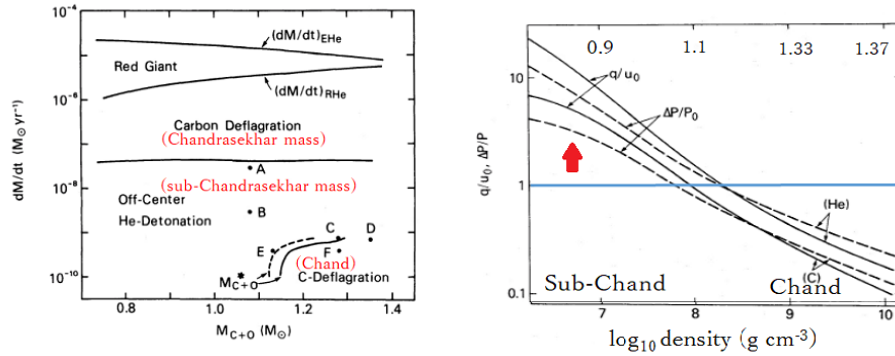 10⁻⁴
10⁻⁶
10⁻⁸
10⁻¹⁰
dM/dt (M⊙ yr⁻¹)
(dM/dt)EHe
Red Giant
(dM/dt)RHe
Carbon Deflagration
(Chandrasekhar mass)
(sub-Chandrasekhar mass)
A
Off-Center
He-Detonation
B
C
D
E
F
(Chand)
C-Deflagration
MC+O
0.8
1.0
1.2
1.4
MC+O (M⊙)
0.9
1.1
1.33
1.37
q/u₀
ΔP/P₀
10
1
0.1
q/u₀, ΔP/P
(He)
(C)
Sub-Chand
Chand
7
8
9
10
log₁₀ density (g cm⁻³)